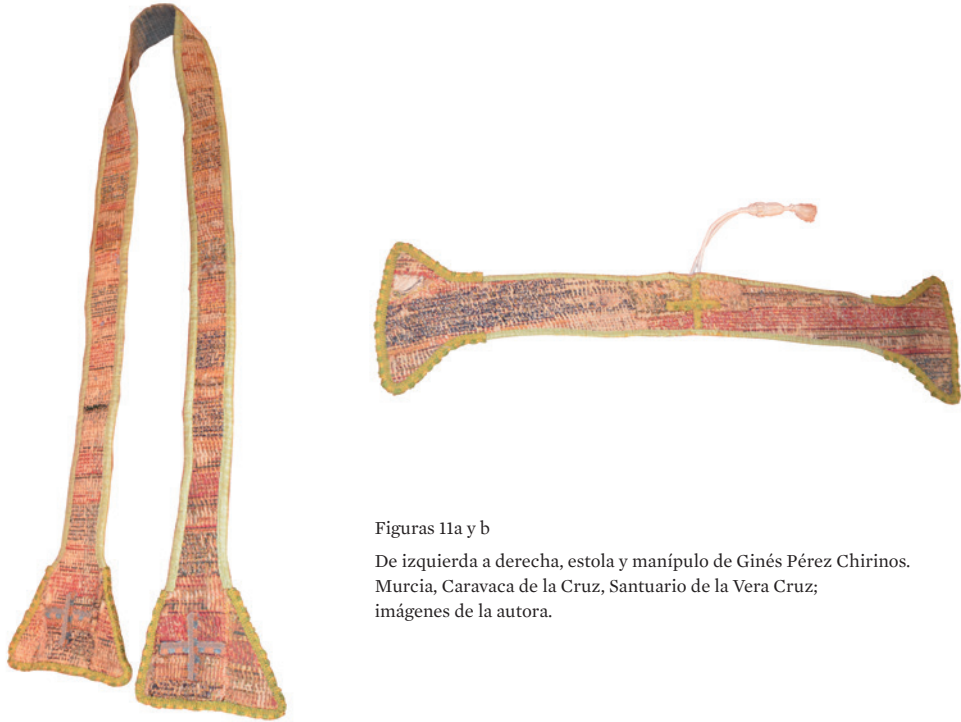 Figuras 11a y b
De izquierda a derecha, estola y manípulo de Ginés Pérez Chirinos.
Murcia, Caravaca de la Cruz, Santuario de la Vera Cruz;
imágenes de la autora.